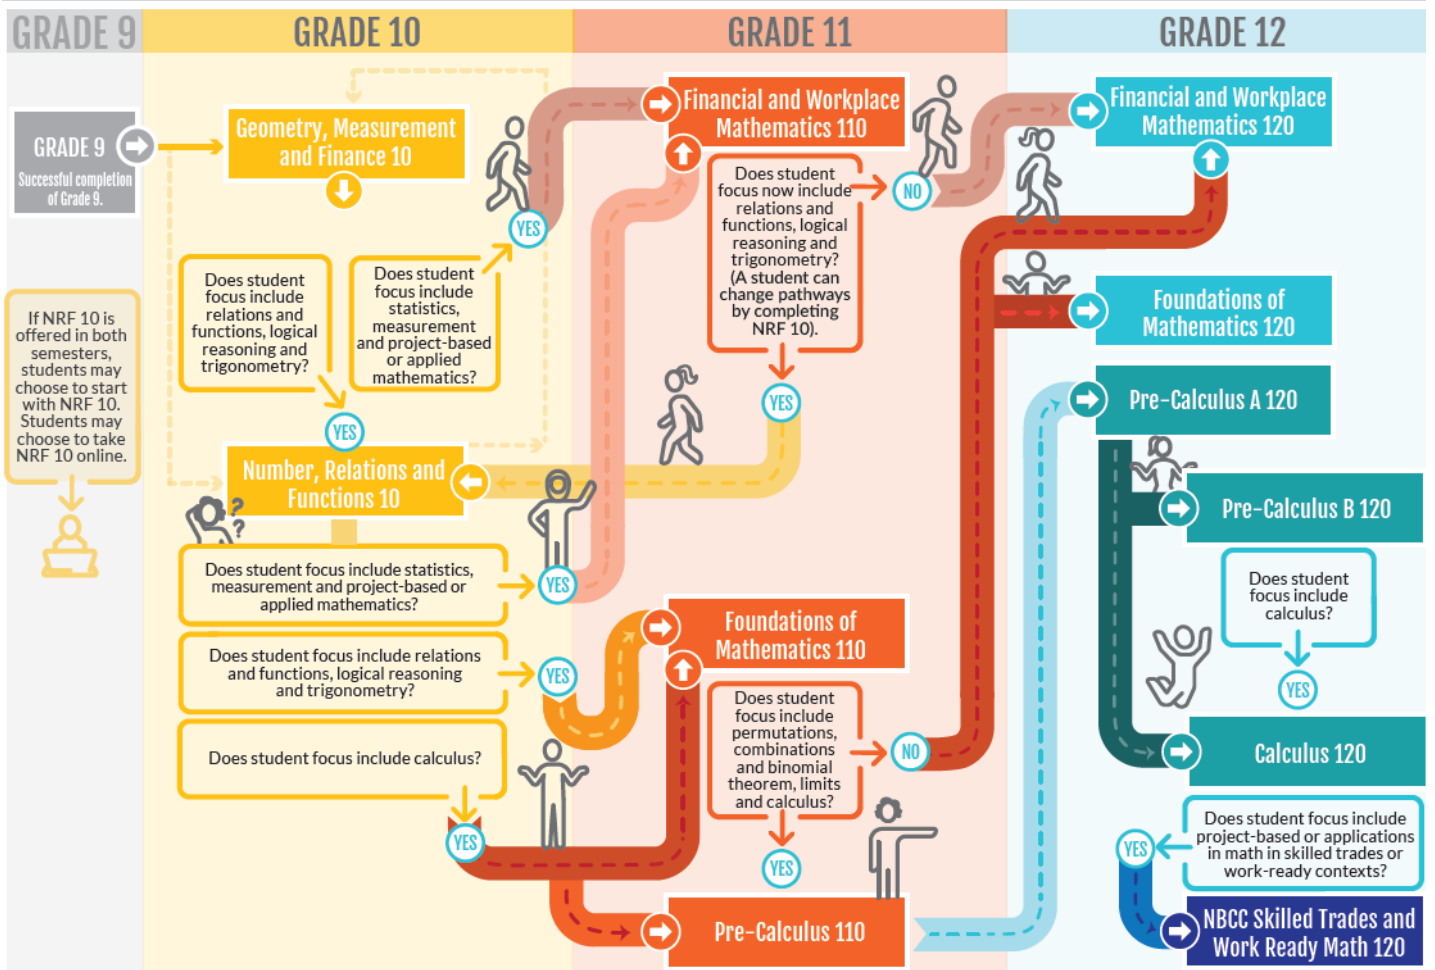 GRADE 9
GRADE 10
GRADE 11
GRADE 12
GRADE 9
Successful completion
of Grade 9.
If NRF 10 is
offered in both
semesters,
students may
choose to start
with NRF 10.
Students may
choose to take
NRF 10 online.
Geometry, Measurement
and Finance 10
Does student
focus include
relations and
functions, logical
reasoning and
trigonometry?
YES
Does student
focus include
statistics,
measurement
and project-based
or applied
mathematics?
YES
Number, Relations and
Functions 10
??
Does student focus include statistics,
measurement and project-based or
applied mathematics?
YES
Does student focus include relations
and functions, logical reasoning
and trigonometry?
YES
Does student focus include calculus?
YES
Financial and Workplace
Mathematics 110
Does student
focus now include
relations and
functions, logical
reasoning and
trigonometry?
(A student can
change pathways
by completing
NRF 10).
NO
YES
Foundations of
Mathematics 110
Does student
focus include
permutations,
combinations
and binomial
theorem, limits
and calculus?
NO
YES
Pre-Calculus 110
Financial and Workplace
Mathematics 120
Foundations of
Mathematics 120
Pre-Calculus A 120
Pre-Calculus B 120
Does student
focus include
calculus?
YES
Calculus 120
Does student focus include
project-based or applications
in math in skilled trades or
work-ready contexts?
YES
NBCC Skilled Trades and
Work Ready Math 120